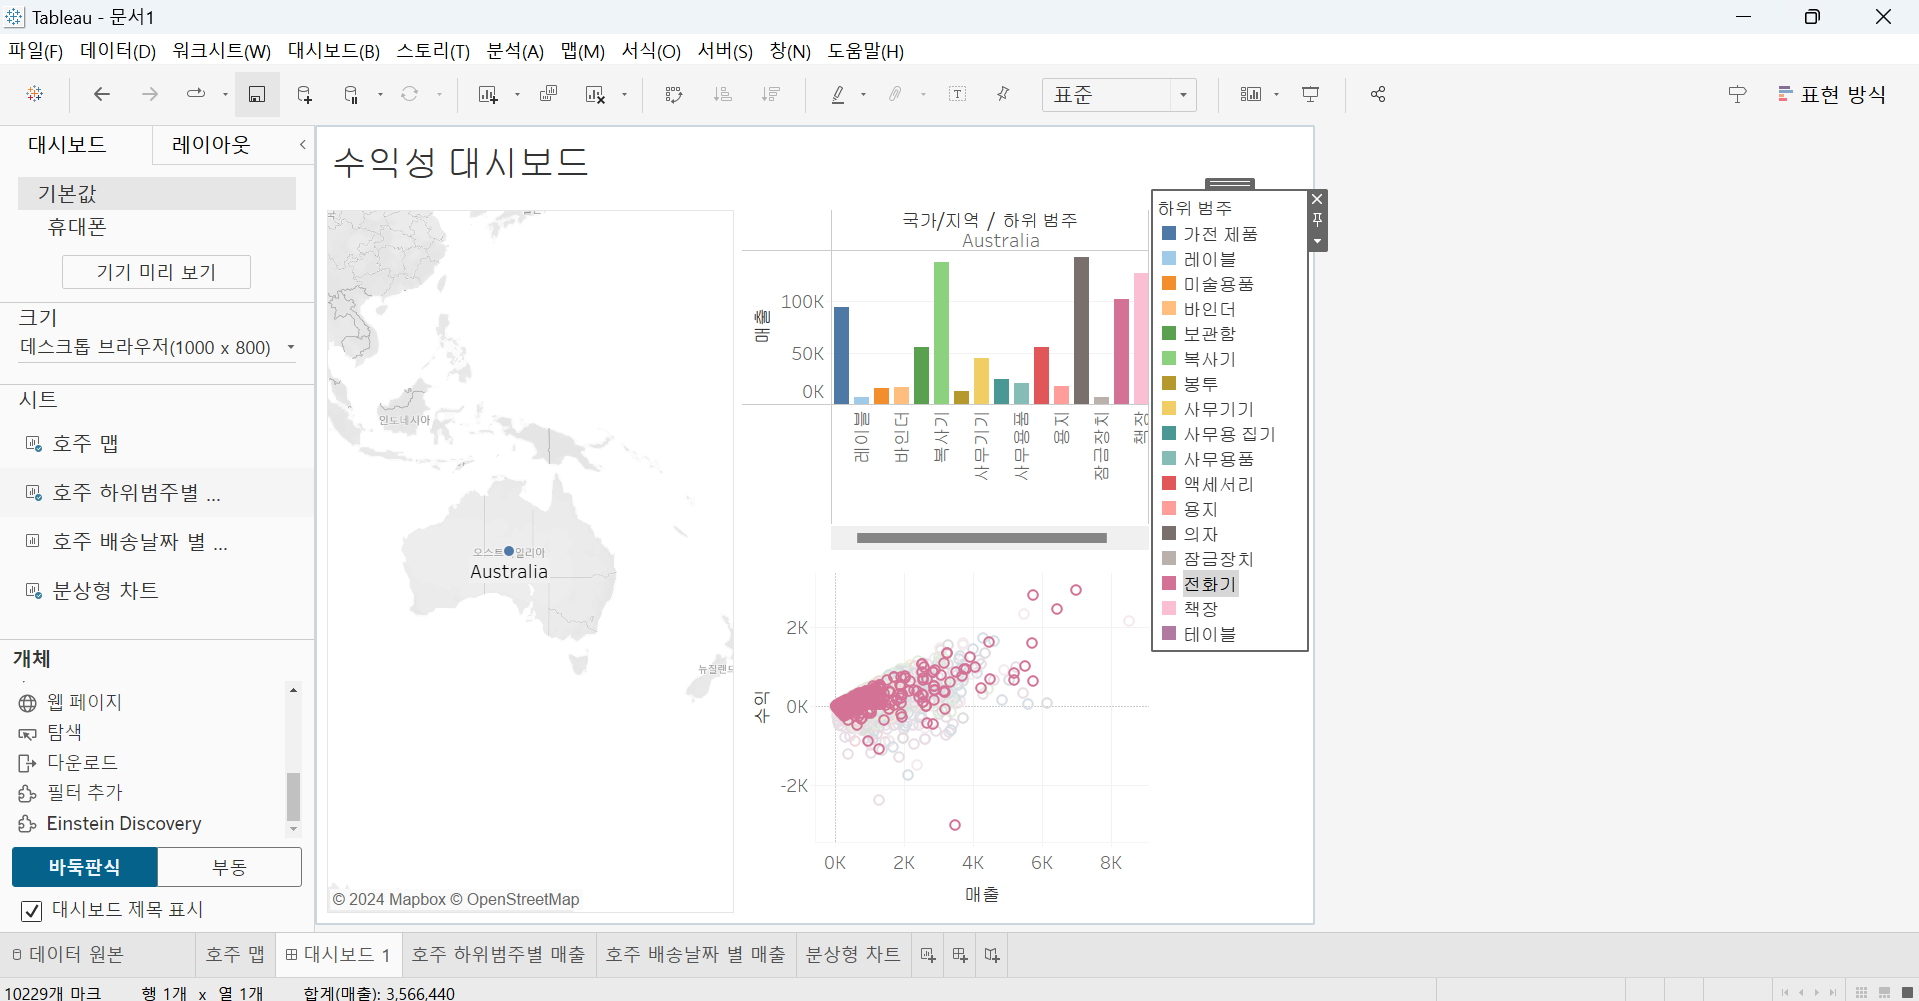 Tableau - 문서1
파일(F) 데이터(D) 워크시트(W) 대시보드(B) 스토리(T) 분석(A) 맵(M) 서식(O) 서버(S) 창(N) 도움말(H)
표준
표현 방식
대시보드 레이아웃
기본값
휴대폰
기기 미리 보기
크기
데스크톱 브라우저(1000 x 800)
시트
호주 맵
호주 하위범주별 ...
호주 배송날짜 별 ...
분상형 차트
개체
웹 페이지
탐색
다운로드
필터 추가
Einstein Discovery
바둑판식 부동
대시보드 제목 표시
수익성 대시보드
인도네시아
오스트 일리아
Australia
뉴질랜드
© 2024 Mapbox © OpenStreetMap
국가/지역 / 하위 범주
Australia
매출
100K
50K
0K
레이블 바인더 복사기 사무기기 사무용품 용지 잠금장치 책장
수익
2K
0K
-2K
0K 2K 4K 6K 8K
매출
하위 범주
가전 제품
레이블
미술용품
바인더
보관함
복사기
봉투
사무기기
사무용 집기
사무용품
액세서리
용지
의자
잠금장치
전화기
책장
테이블
데이터 원본 호주 맵 대시보드 1 호주 하위범주별 매출 호주 배송날짜 별 매출 분상형 차트
10229개 마크 행 1개 x 열 1개 합계(매출): 3,566,440